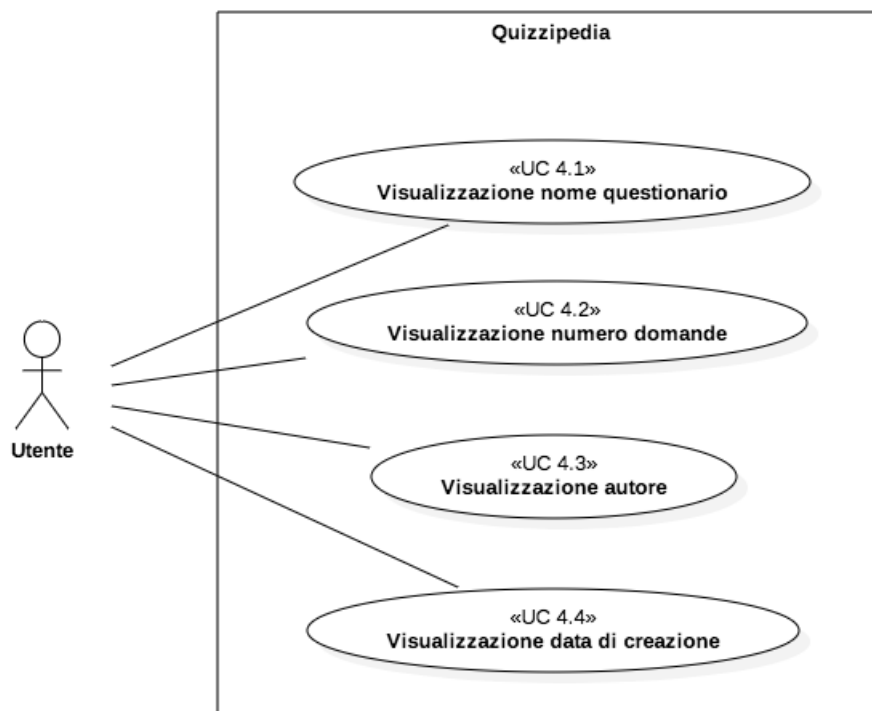 Quizzipedia
«UC 4.1»
Visualizzazione nome questionario
«UC 4.2»
Visualizzazione numero domande
Utente
«UC 4.3»
Visualizzazione autore
«UC 4.4»
Visualizzazione data di creazione